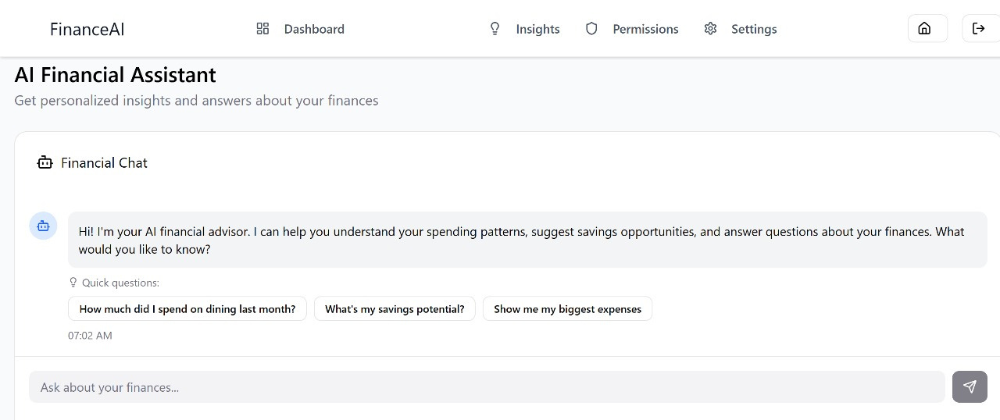 FinanceAI
Dashboard
Insights
Permissions
Settings
AI Financial Assistant
Get personalized insights and answers about your finances
Financial Chat
Hi! I'm your AI financial advisor. I can help you understand your spending patterns, suggest savings opportunities, and answer questions about your finances. What
would you like to know?
Quick questions:
How much did I spend on dining last month?
What's my savings potential?
Show me my biggest expenses
07:02 AM
Ask about your finances...